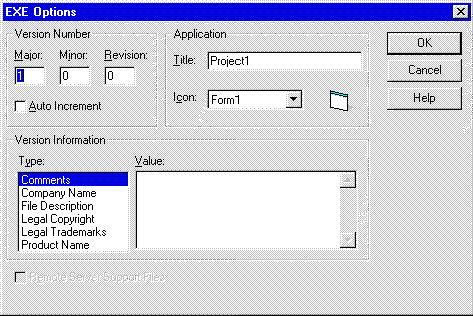 EXE Options
Version Number
Major: Minor: Revision:
1 0 0
Auto Increment
Application
Title: Project1
Icon: Form1
OK
Cancel
Help
Version Information
Type: Value:
Comments
Company Name
File Description
Legal Copyright
Legal Trademarks
Product Name
Remote Server Support Files